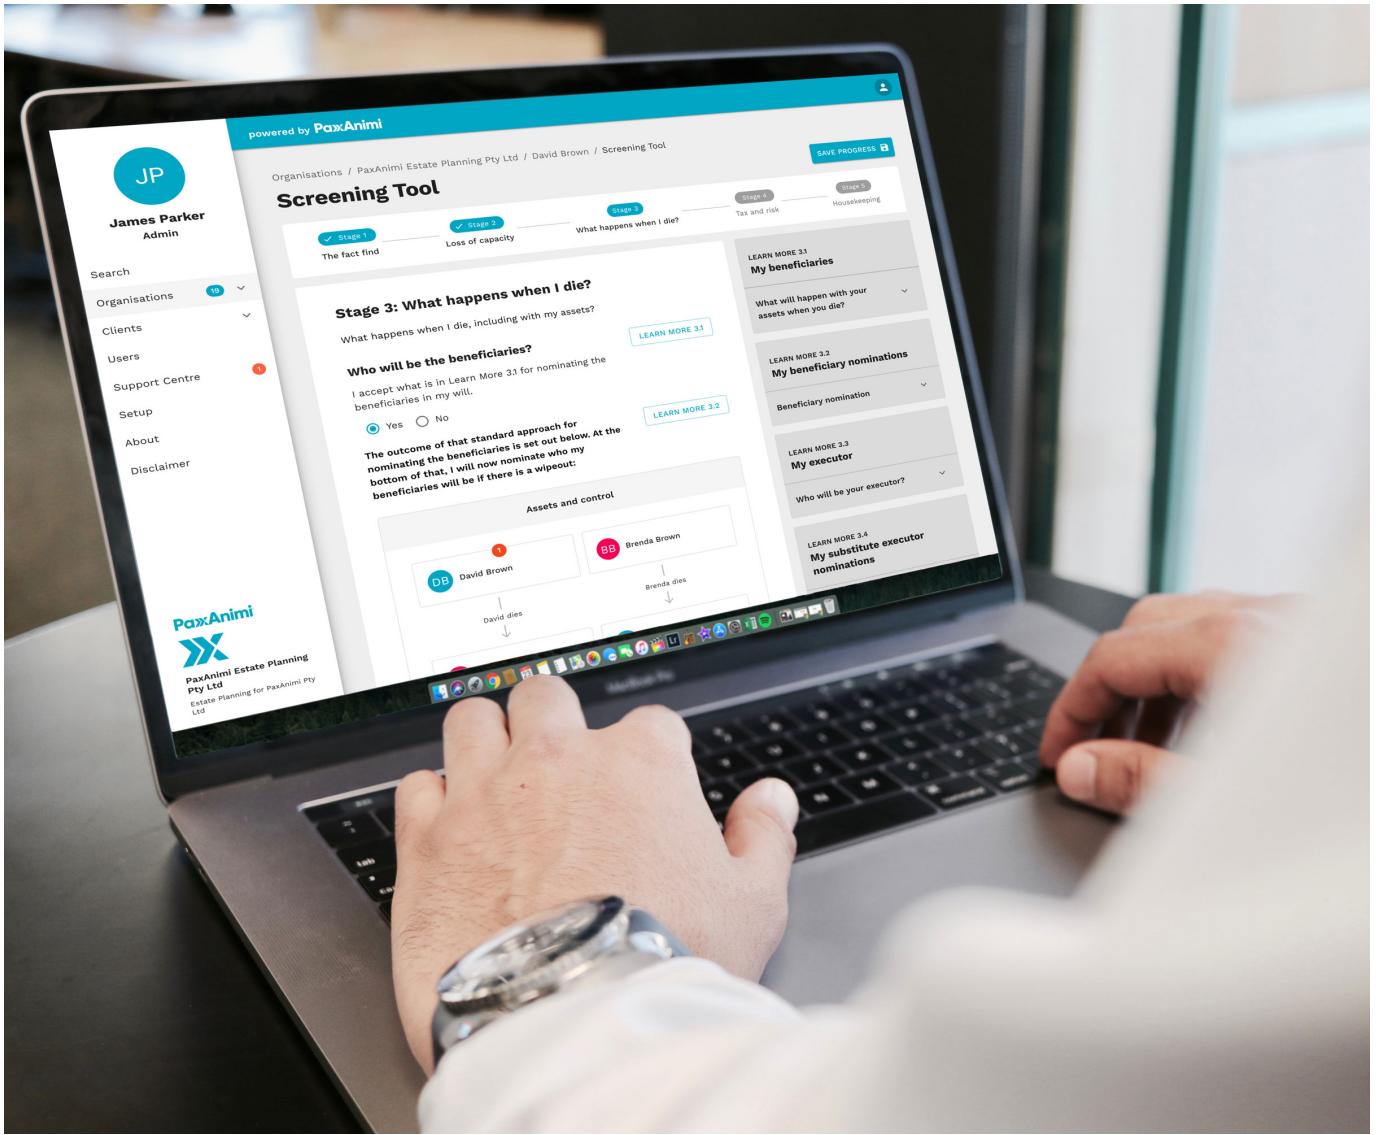 powered by PaxAnimi
JP
James Parker
Admin
Search
Organisations 19
Clients
Users
Support Centre 1
Setup
About
Disclaimer
PaxAnimi
PaxAnimi Estate Planning
Pty Ltd
Estate Planning for PaxAnimi Pty
Ltd
Organisations / PaxAnimi Estate Planning Pty Ltd / David Brown / Screening Tool
Screening Tool
SAVE PROGRESS
Stage 1
The fact find
Stage 2
Loss of capacity
Stage 3
What happens when I die?
Stage 4
Tax and risk
Stage 5
Housekeeping
Stage 3: What happens when I die?
What happens when I die, including with my assets?
Who will be the beneficiaries?
LEARN MORE 3.1
I accept what is in Learn More 3.1 for nominating the
beneficiaries in my will.
Yes No
The outcome of that standard approach for
nominating the beneficiaries is set out below. At the
bottom of that, I will now nominate who my
beneficiaries will be if there is a wipeout:
LEARN MORE 3.2
Assets and control
1
DB David Brown
BB Brenda Brown
David dies
Brenda dies
LEARN MORE 3.1
My beneficiaries
What will happen with your
assets when you die?
LEARN MORE 3.2
My beneficiary nominations
Beneficiary nomination
LEARN MORE 3.3
My executor
Who will be your executor?
LEARN MORE 3.4
My substitute executor
nominations
23
Lr
tab
command